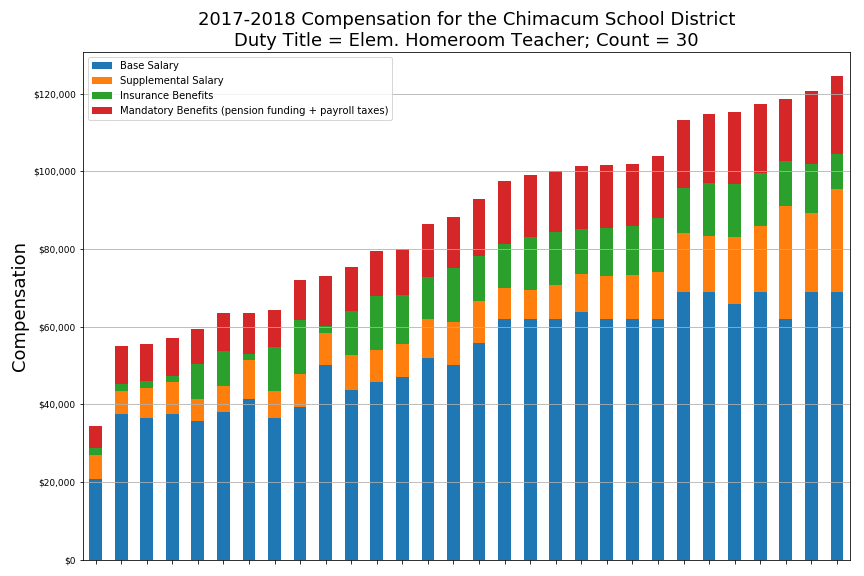 2017-2018 Compensation for the Chimacum School District
Duty Title = Elem. Homeroom Teacher; Count = 30
Base Salary
Supplemental Salary
Insurance Benefits
Mandatory Benefits (pension funding + payroll taxes)
Compensation
$120,000
$100,000
$80,000
$60,000
$40,000
$20,000
$0